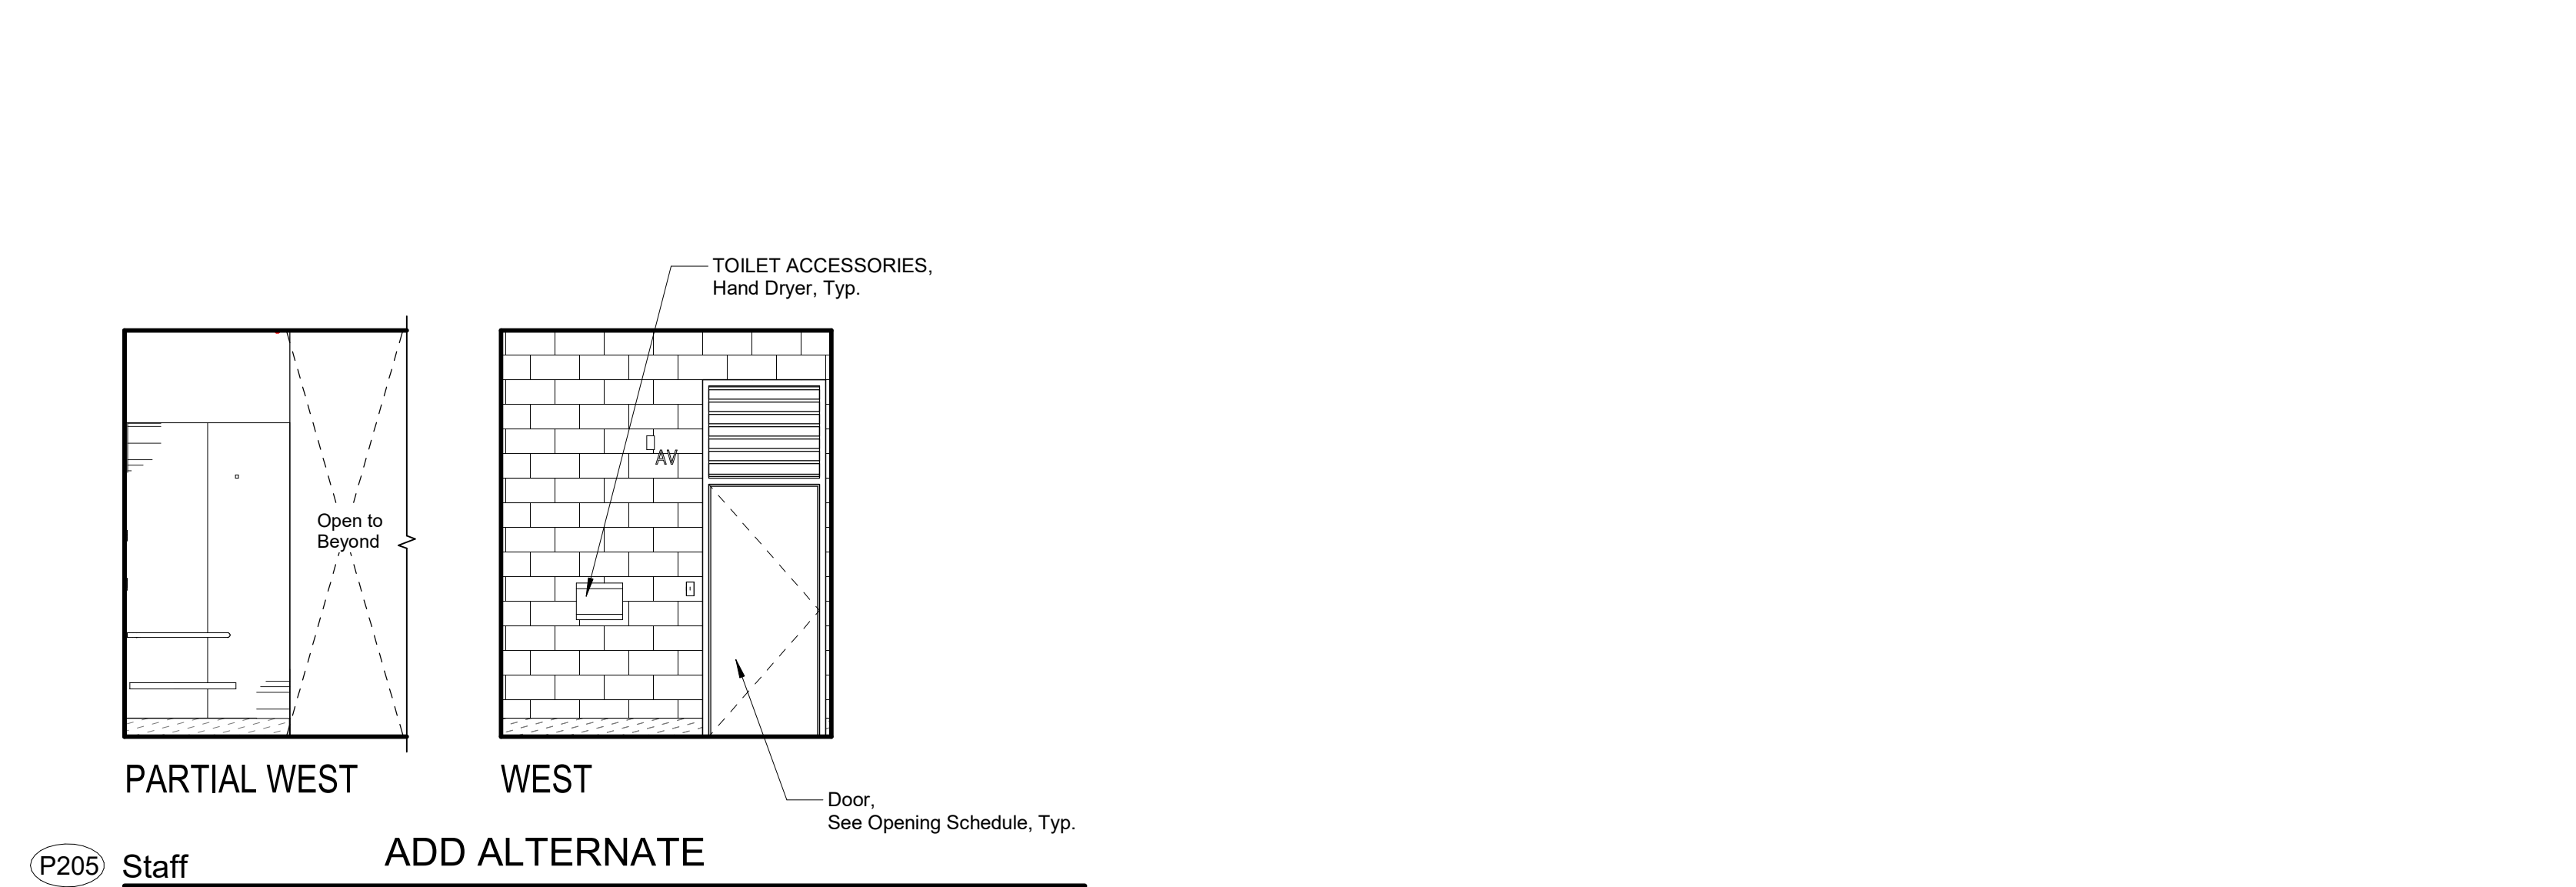 TOILET ACCESSORIES,
Hand Dryer, Typ.
AV
Open to
Beyond
PARTIAL WEST
WEST
Door,
See Opening Schedule, Typ.
ADD ALTERNATE
P205 Staff